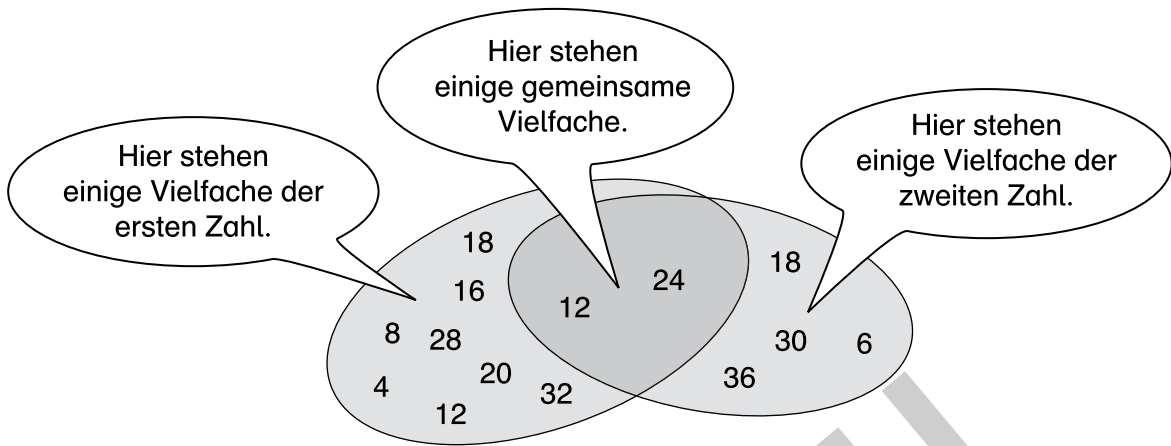 Hier stehen
einige gemeinsame
Vielfache.
Hier stehen
einige Vielfache der
ersten Zahl.
Hier stehen
einige Vielfache der
zweiten Zahl.
18
16
8
28
4
20
12
32
12
24
18
30
6
36